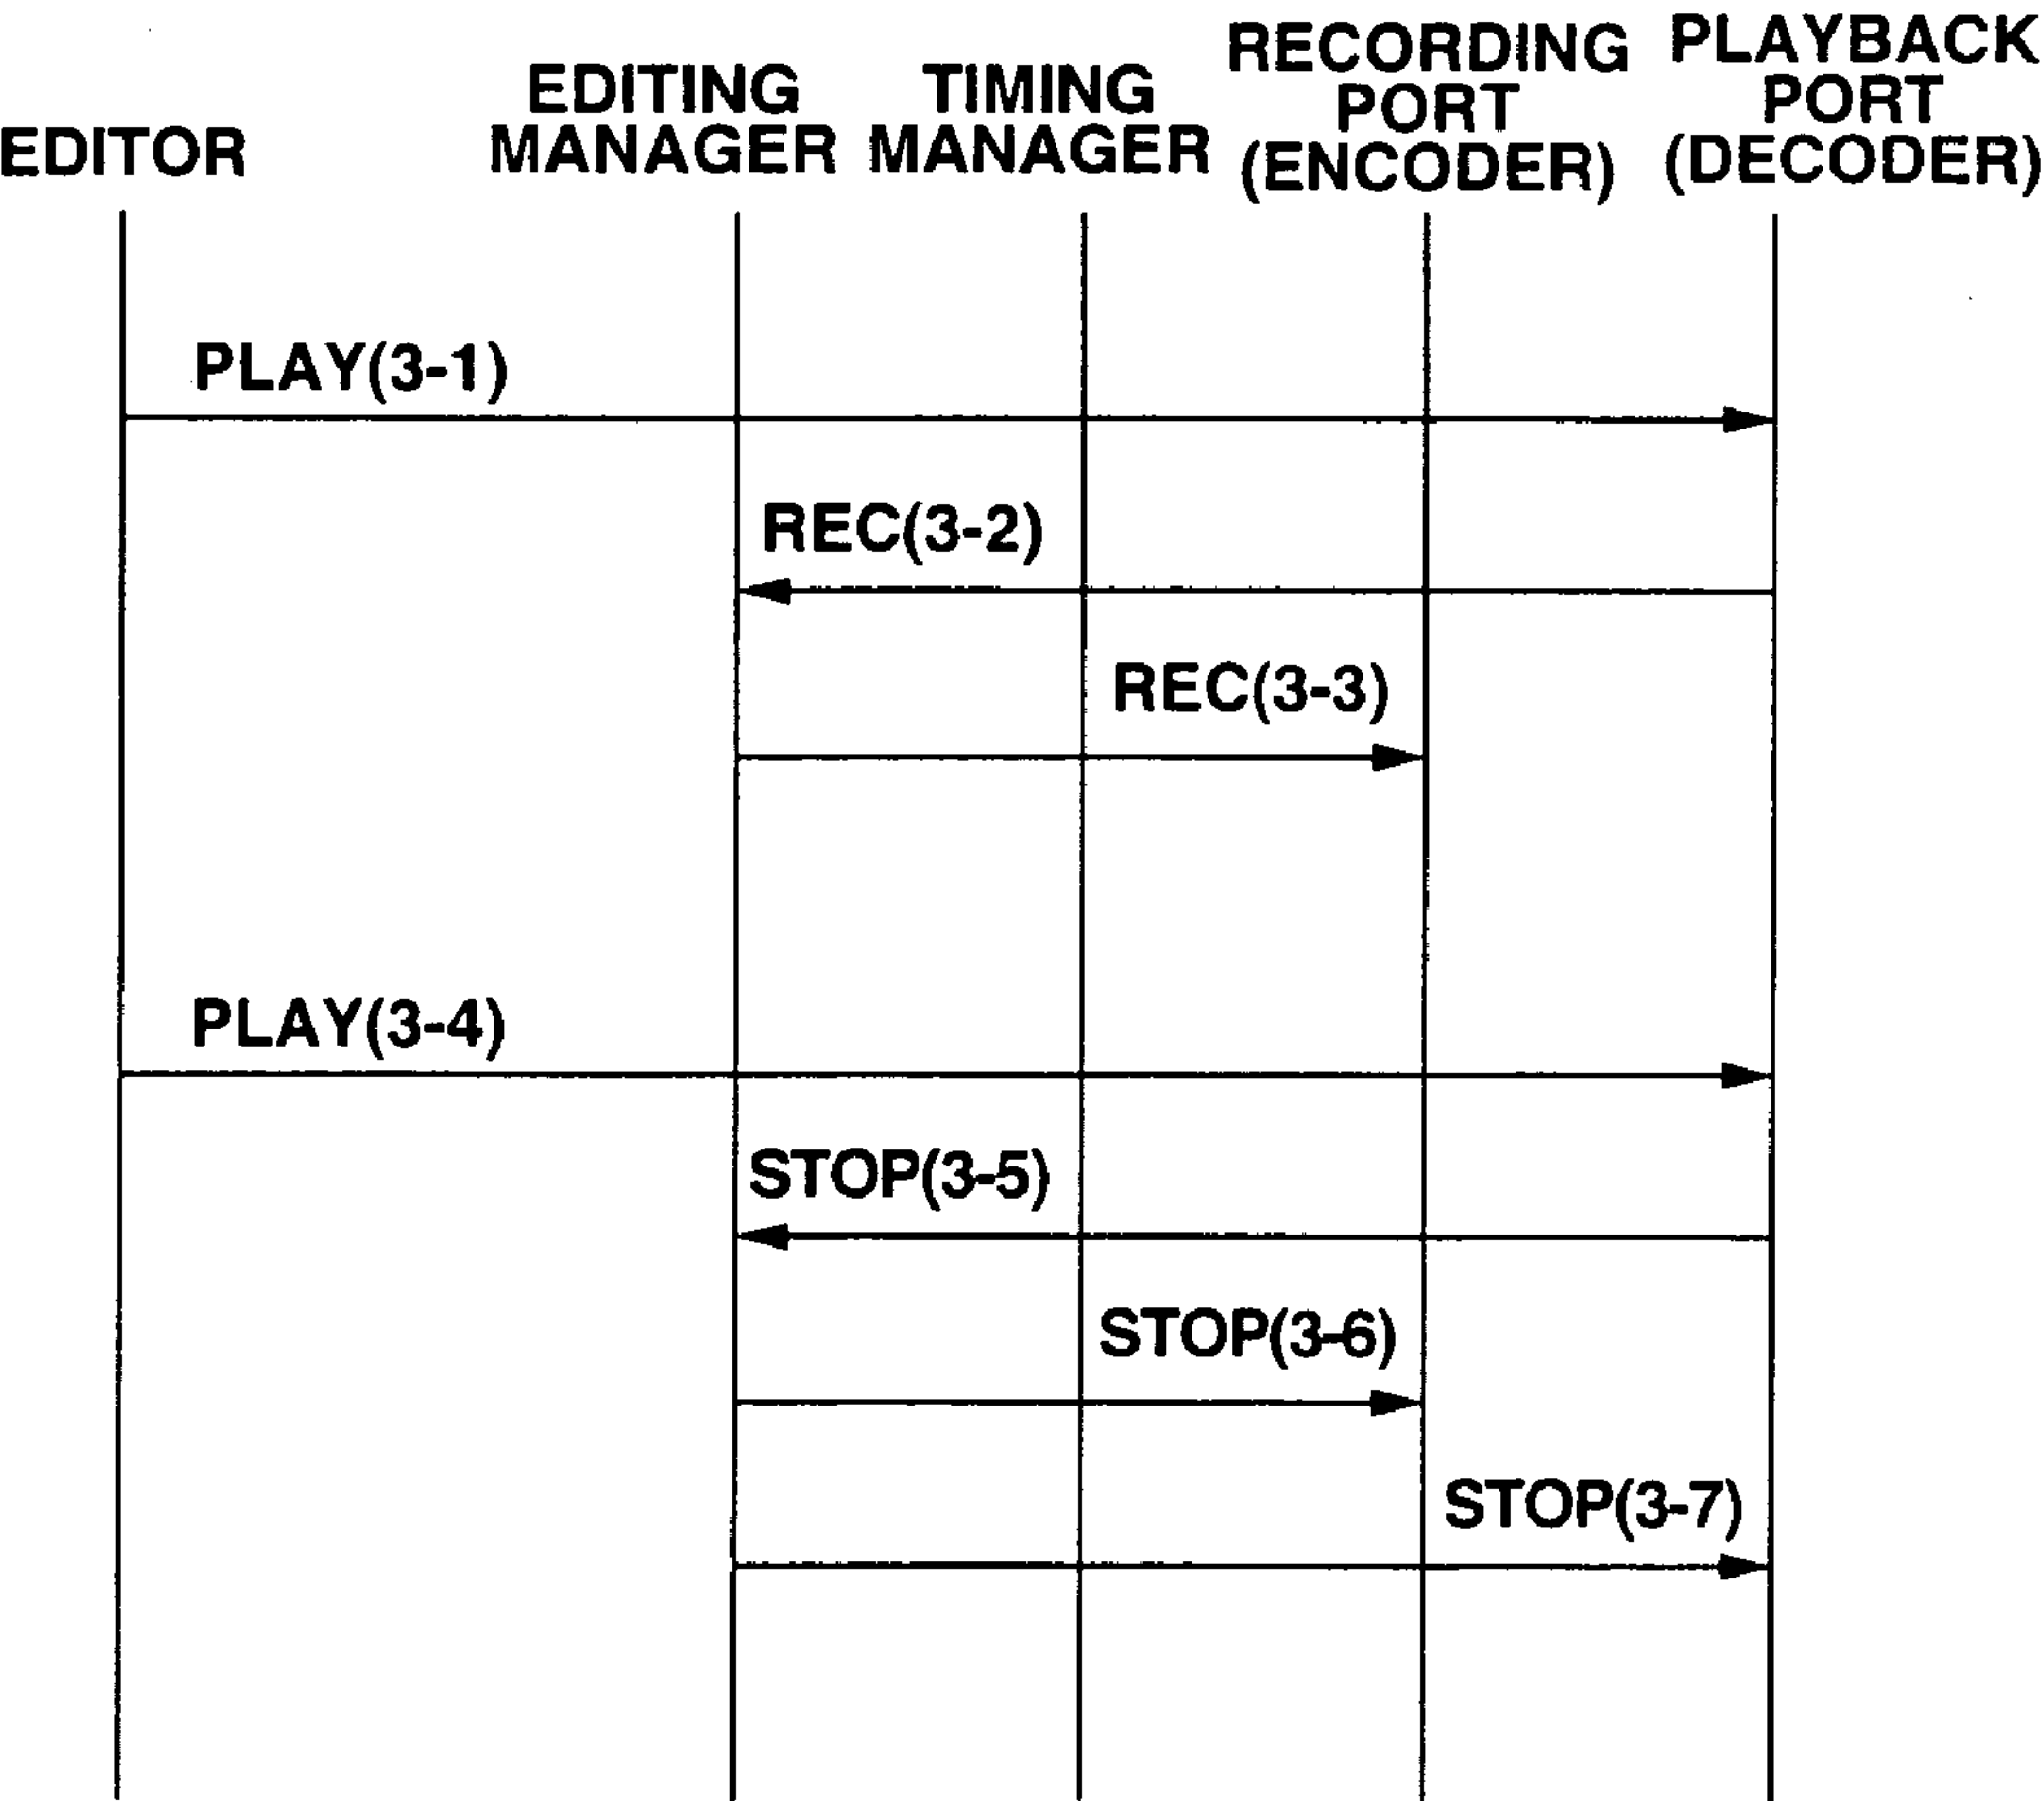 EDITOR
EDITING
MANAGER
TIMING
MANAGER
RECORDING
PORT
(ENCODER)
PLAYBACK
PORT
(DECODER)
PLAY(3-1)
REC(3-2)
REC(3-3)
PLAY(3-4)
STOP(3-5)
STOP(3-6)
STOP(3-7)